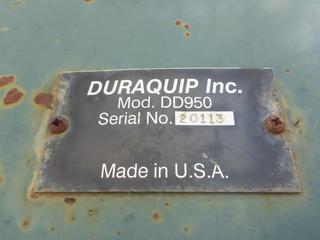 DURAQUIP Inc.
Mod. DD950
Serial No. 20113
Made in U.S.A.